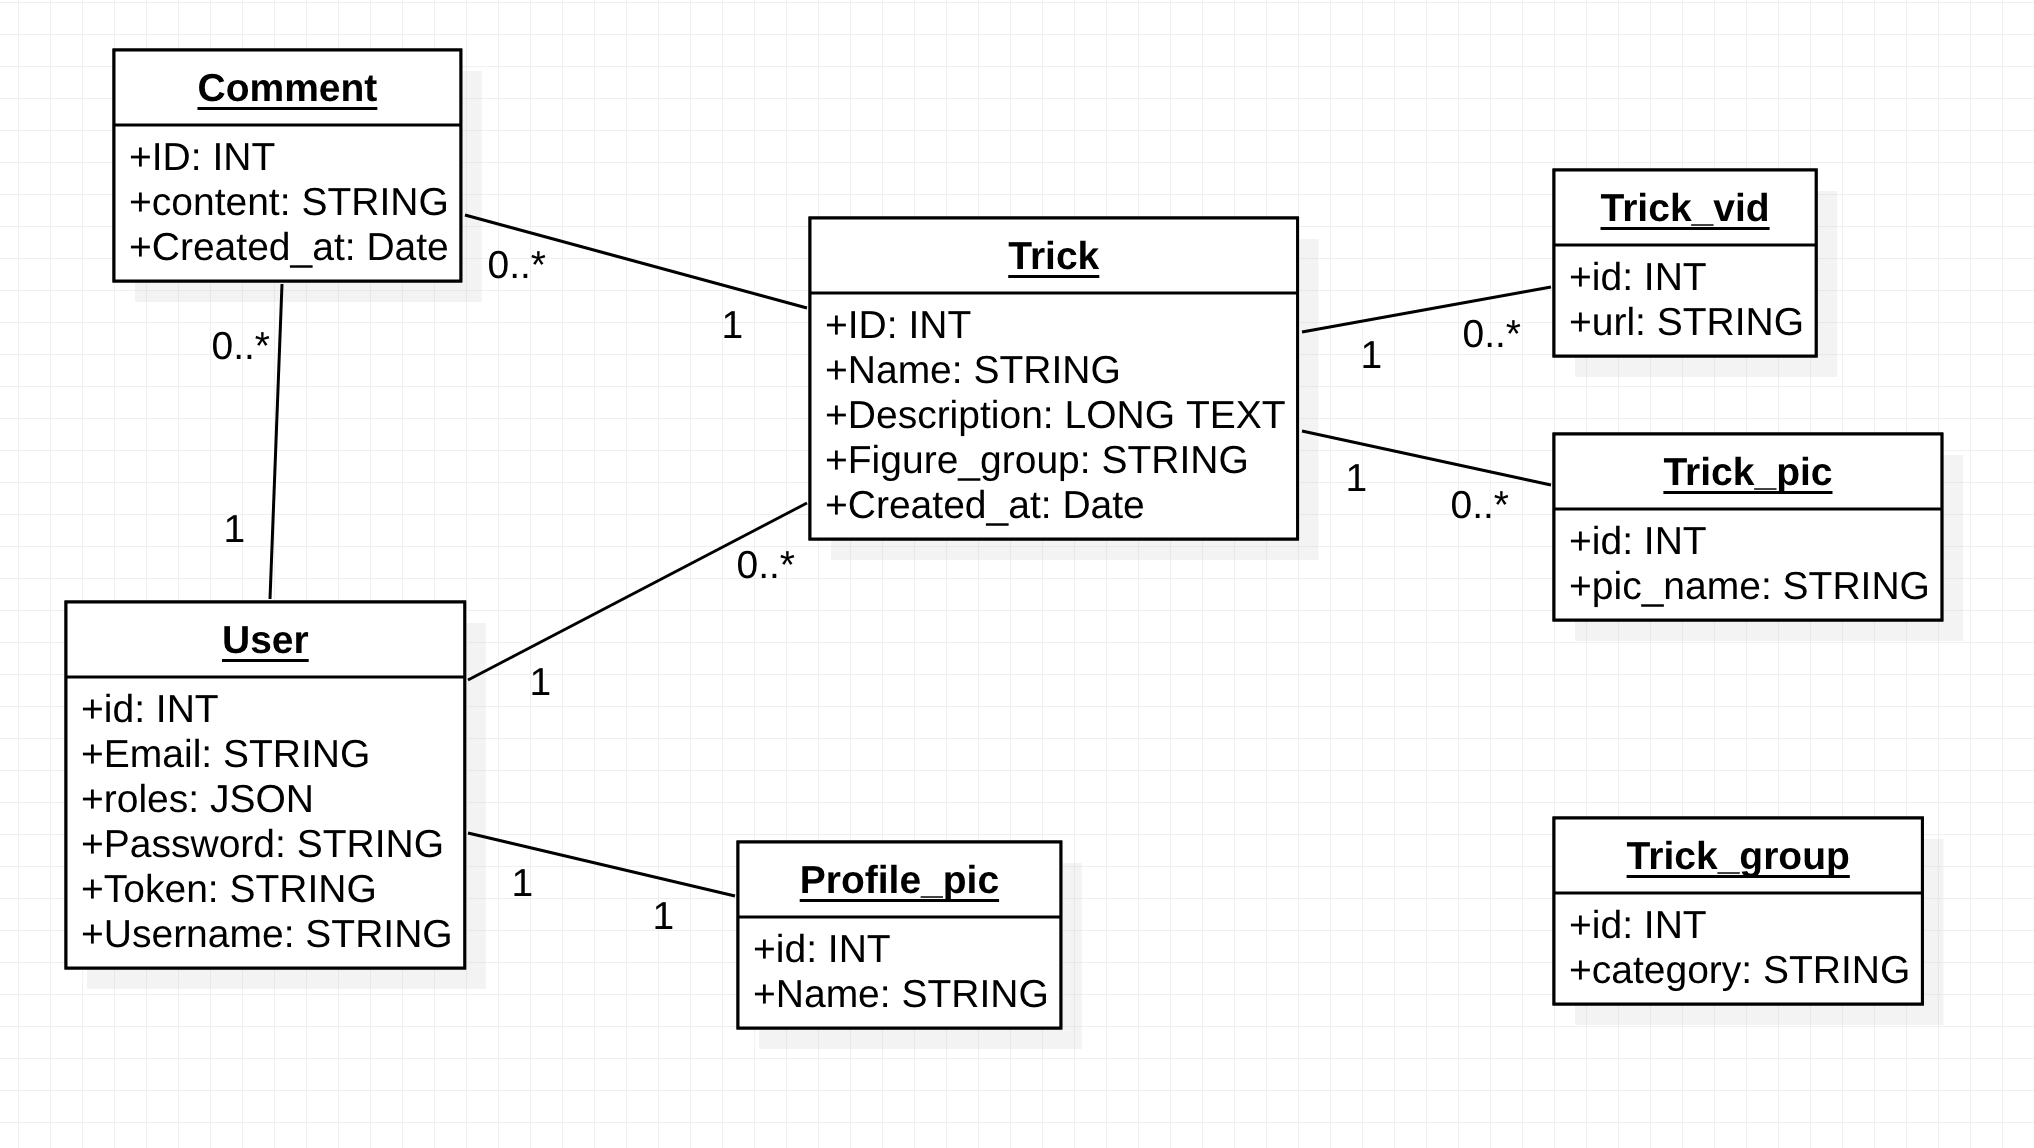 Comment
+ID: INT
+content: STRING
+Created_at: Date
0..*
1
0..*
1
Trick
+ID: INT
+Name: STRING
+Description: LONG TEXT
+Figure_group: STRING
+Created_at: Date
1
0..*
Trick_vid
+id: INT
+url: STRING
1
0..*
Trick_pic
+id: INT
+pic_name: STRING
0..*
1
User
+id: INT
+Email: STRING
+roles: JSON
+Password: STRING
+Token: STRING
+Username: STRING
1
1
Profile_pic
+id: INT
+Name: STRING
Trick_group
+id: INT
+category: STRING